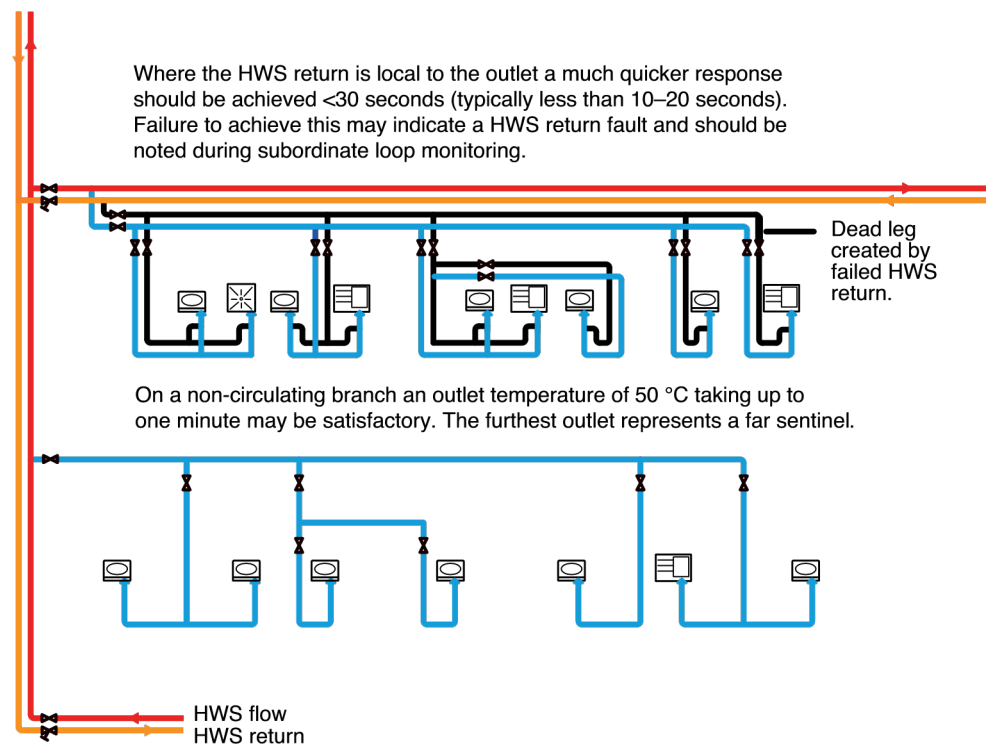 Where the HWS return is local to the outlet a much quicker response
should be achieved <30 seconds (typically less than 10–20 seconds).
Failure to achieve this may indicate a HWS return fault and should be
noted during subordinate loop monitoring.
Dead leg
created by
failed HWS
return.
On a non-circulating branch an outlet temperature of 50 °C taking up to
one minute may be satisfactory. The furthest outlet represents a far sentinel.
HWS flow
HWS return